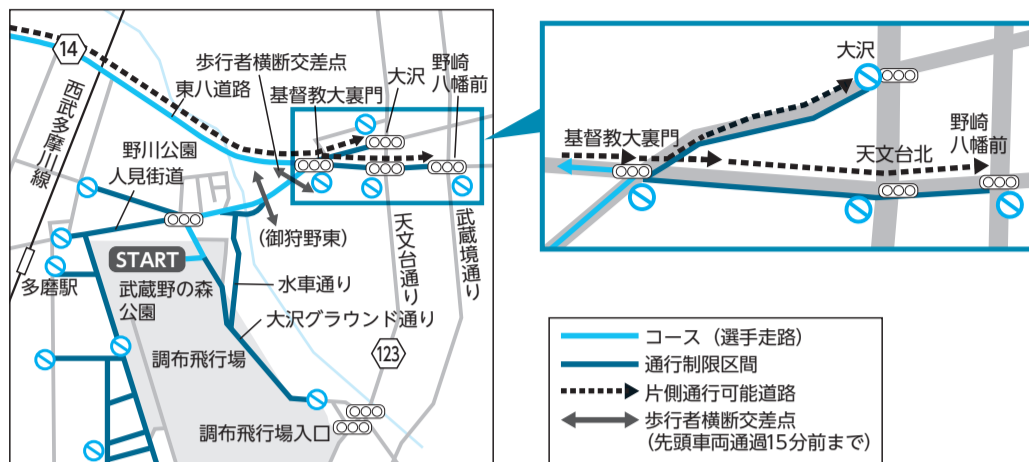 14
西武多摩川線
歩行者横断交差点
東八道路
基督教大裏門
大沢
野崎
八幡前
野川公園
人見街道
(御狩野東)
天文台通り
武蔵境通り
START
多磨駅
武蔵野の森
公園
水車通り
大沢グラウンド通り
調布飛行場
123
調布飛行場入口
大沢
基督教大裏門
天文台北
野崎
八幡前
コース（選手走路）
通行制限区間
片側通行可能道路
歩行者横断交差点
(先頭車両通過15分前まで)